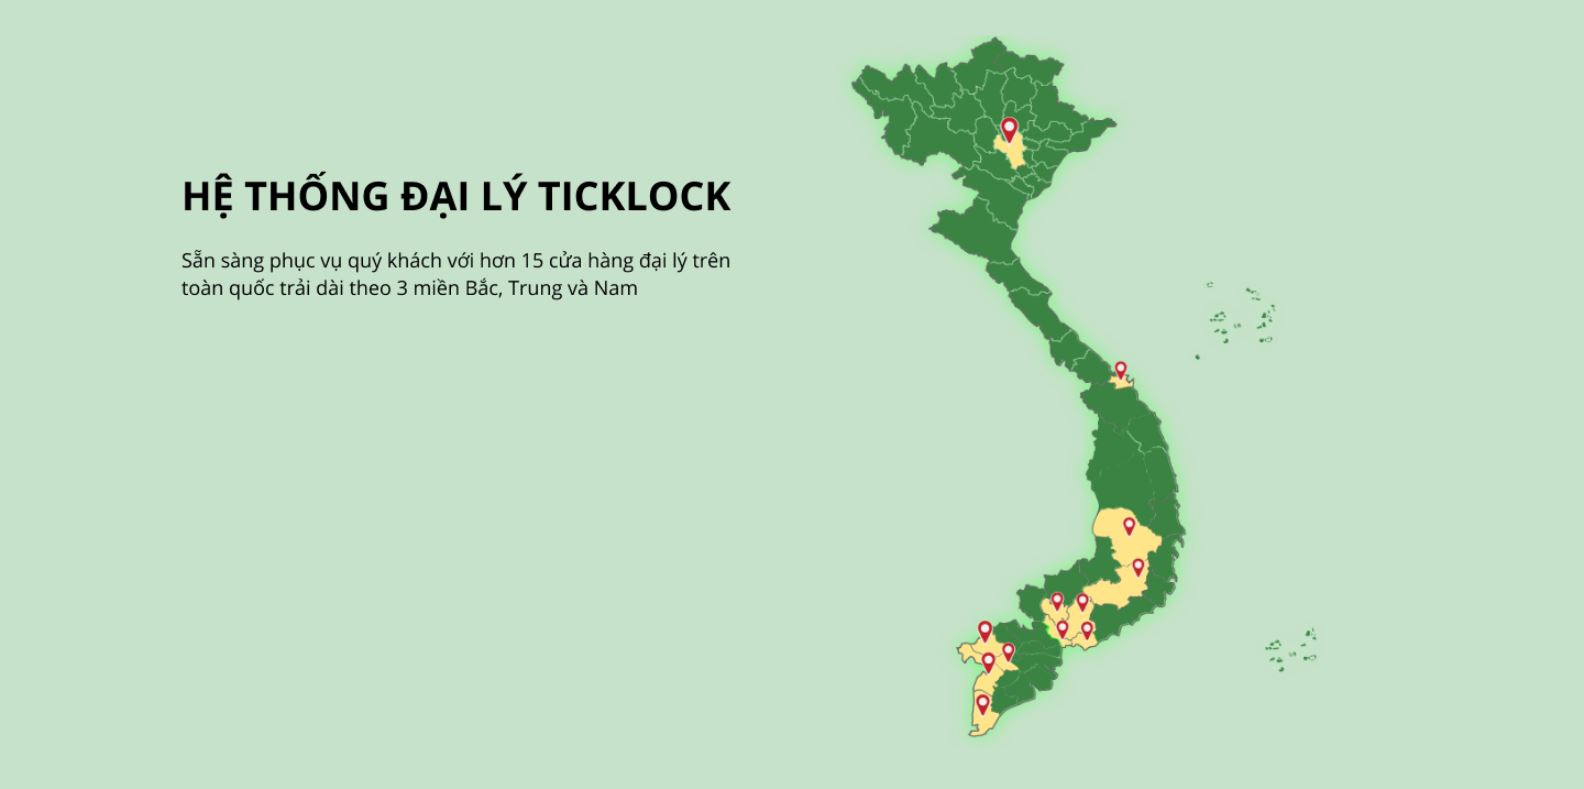 HỆ THỐNG ĐẠI LÝ TICKLOCK
Sẵn sàng phục vụ quý khách với hơn 15 cửa hàng đại lý trên
toàn quốc trải dài theo 3 miền Bắc, Trung và Nam